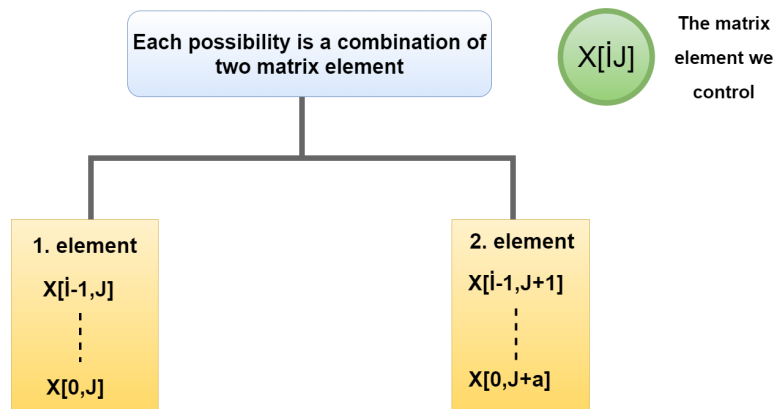 Each possibility is a combination of
two matrix element
X[İJ]
The matrix
element we
control
1. element
X[İ-1,J]
X[0,J]
2. element
X[İ-1,J+1]
X[0,J+a]